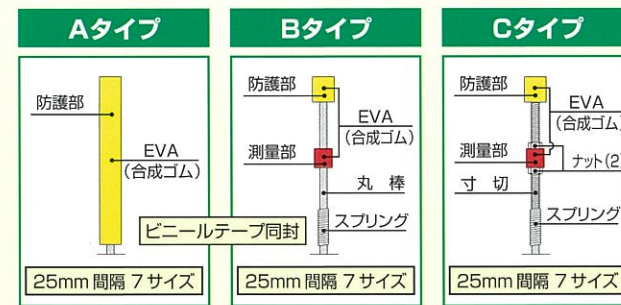 Aタイプ
防護部
EVA
(合成ゴム)
25mm 間隔 7サイズ
Bタイプ
防護部
EVA
(合成ゴム)
測量部
丸 棒
スプリング
25mm 間隔 7サイズ
ビニールテープ同封
Cタイプ
防護部
EVA
(合成ゴム)
測量部
ナット(2)
寸 切
スプリング
25mm 間隔 7サイズ